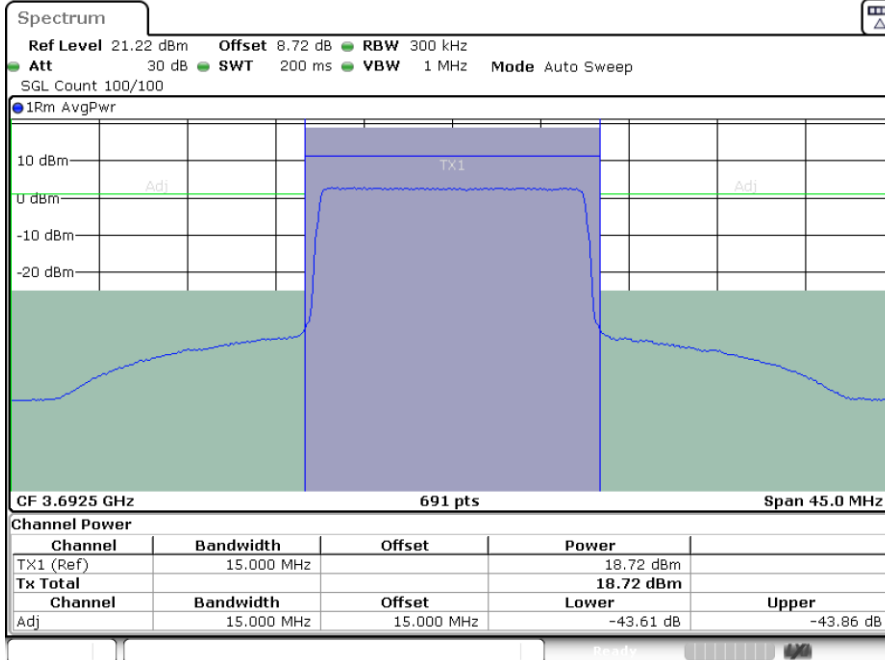 Spectrum
Ref Level 21.22 dBm Offset 8.72 dB RBW 300 kHz
Att 30 dB SWT 200 ms VBW 1 MHz Mode Auto Sweep
SGL Count 100/100
1Rm AvgPwr
10 dBm
TX1
Adj Adj
0 dBm
-10 dBm
-20 dBm
CF 3.6925 GHz 691 pts Span 45.0 MHz
Channel Power
Channel Bandwidth Offset Power
TX1 (Ref) 15.000 MHz 18.72 dBm
Tx Total 18.72 dBm
Channel Bandwidth Offset Lower Upper
Adj 15.000 MHz 15.000 MHz -43.61 dB -43.86 dB
Ready